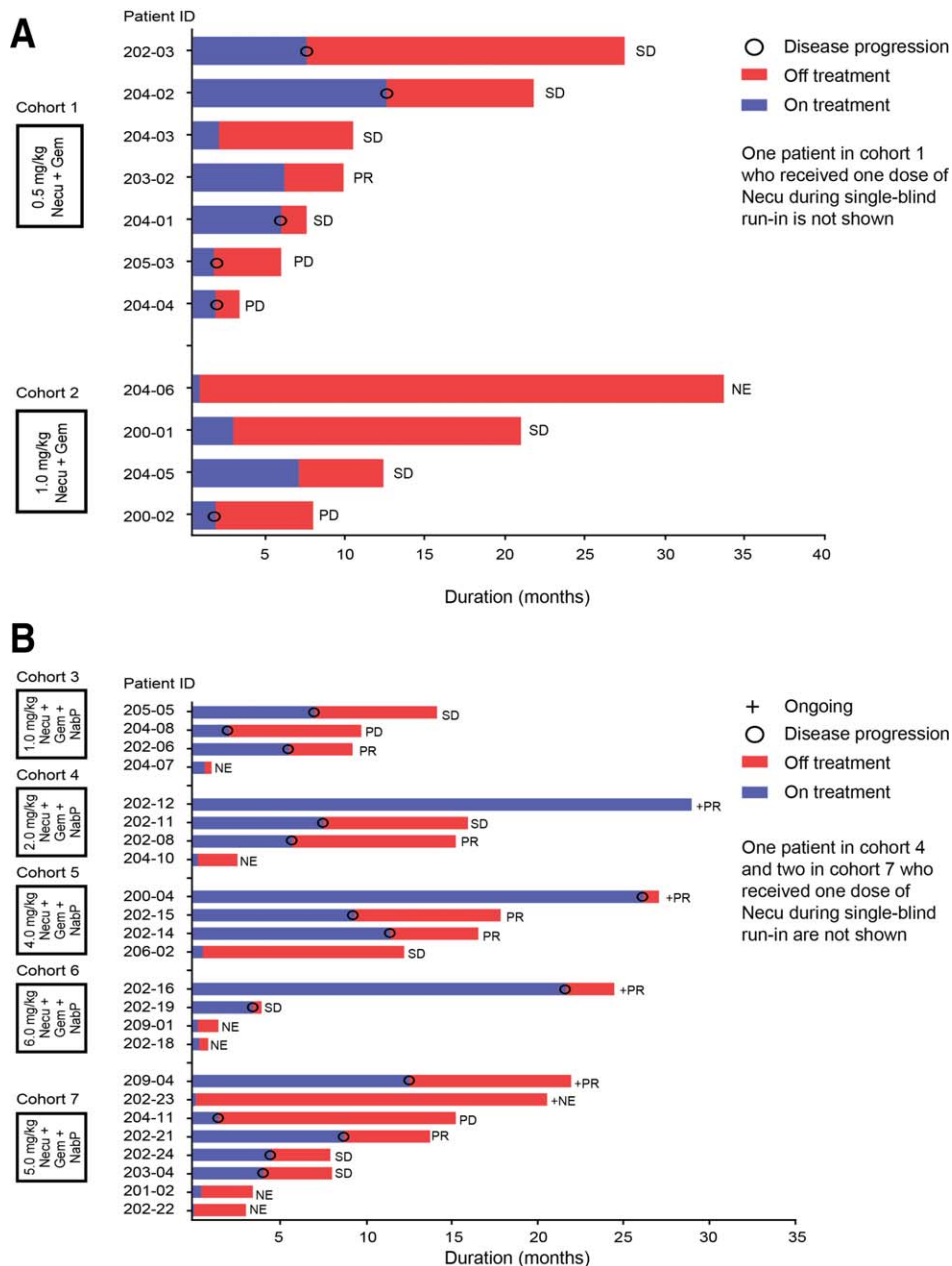 A
Patient ID
Cohort 1
0.5 mg/kg
Necu + Gem
202-03
SD
204-02
SD
204-03
SD
203-02
PR
204-01
SD
205-03
PD
204-04
PD
Cohort 2
1.0 mg/kg
Necu + Gem
204-06
NE
200-01
SD
204-05
SD
200-02
PD
5 10 15 20 25 30 35 40
Duration (months)
Disease progression
Off treatment
On treatment
One patient in cohort 1
who received one dose of
Necu during single-blind
run-in is not shown
B
Patient ID
Cohort 3
1.0 mg/kg
Necu +
Gem +
NabP
205-05
SD
204-08
PD
202-06
PR
204-07
NE
Cohort 4
2.0 mg/kg
Necu +
Gem +
NabP
202-12
+PR
202-11
SD
202-08
PR
204-10
NE
Cohort 5
4.0 mg/kg
Necu +
Gem +
NabP
200-04
+PR
202-15
PR
202-14
PR
206-02
SD
Cohort 6
6.0 mg/kg
Necu +
Gem +
NabP
202-16
+PR
202-19
SD
209-01
NE
202-18
NE
Cohort 7
5.0 mg/kg
Necu +
Gem +
NabP
209-04
+PR
202-23
+NE
204-11
PD
202-21
PR
202-24
SD
203-04
SD
201-02
NE
202-22
NE
5 10 15 20 25 30 35
Duration (months)
+ Ongoing
Disease progression
Off treatment
On treatment
One patient in cohort 4
and two in cohort 7 who
received one dose of
Necu during single-blind
run-in are not shown